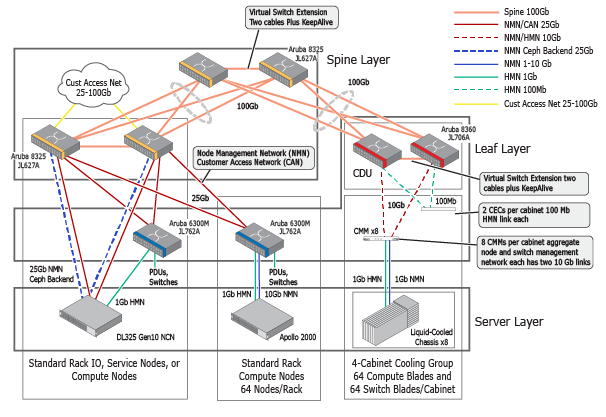 Virtual Switch Extension
Two cables Plus KeepAlive
Spine 100Gb
NMN/CAN 25Gb
NMN/HMN 10Gb
NMN Ceph Backend 25Gb
NMN 1-10 Gb
HMN 1Gb
HMN 100Mb
Cust Access Net 25-100Gb
Aruba 8325
JL627A
Aruba 8325
JL627A
Spine Layer
Cust Access Net
25-100Gb
100Gb
100Gb
Aruba 8325
JL627A
Node Management Network (NMN)
Customer Access Network (CAN)
Aruba 8360
JL706A
Leaf Layer
CDU
Virtual Switch Extension two
cables plus KeepAlive
25Gb
10Gb
100Mb
2 CECs per cabinet 100 Mb
HMN link each
Aruba 6300M
JL762A
Aruba 6300M
JL762A
CMM x8
8 CMMs per cabinet aggregate
node and switch management
network each has two 10 Gb links
25Gb NMN
Ceph Backend
PDUs,
Switches
1Gb HMN
1Gb HMN
10Gb NMN
PDUs,
Switches
1Gb HMN
1Gb NMN
DL325 Gen10 NCN
Apollo 2000
Liquid-Cooled
Chassis x8
Server Layer
Standard Rack IO, Service Nodes, or
Compute Nodes
Standard Rack
Compute Nodes
64 Nodes/Rack
4-Cabinet Cooling Group
64 Compute Blades and
64 Switch Blades/Cabinet